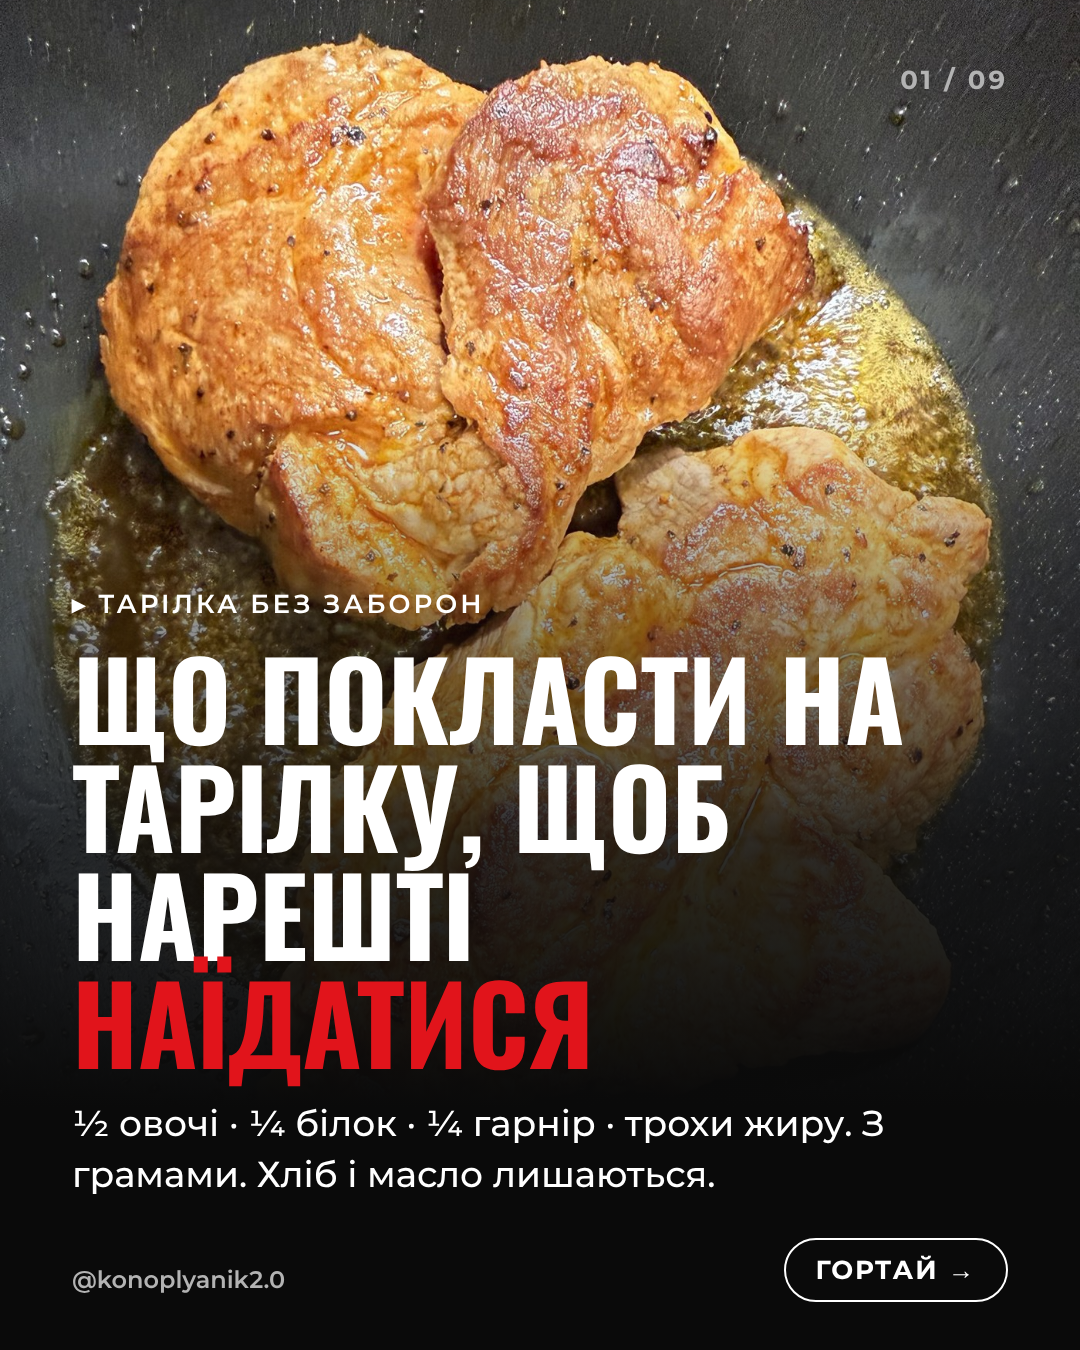 01 / 09
▸ ТАРІЛКА БЕЗ ЗАБОРОН
ЩО ПОКЛАСТИ НА
ТАРІЛКУ, ЩОБ
НАРЕШТІ
НАЇДАТИСЯ
½ овочі · ¼ білок · ¼ гарнір · трохи жиру. З
грамами. Хліб і масло лишаються.
@konoplyanik2.0
ГОРТАЙ →